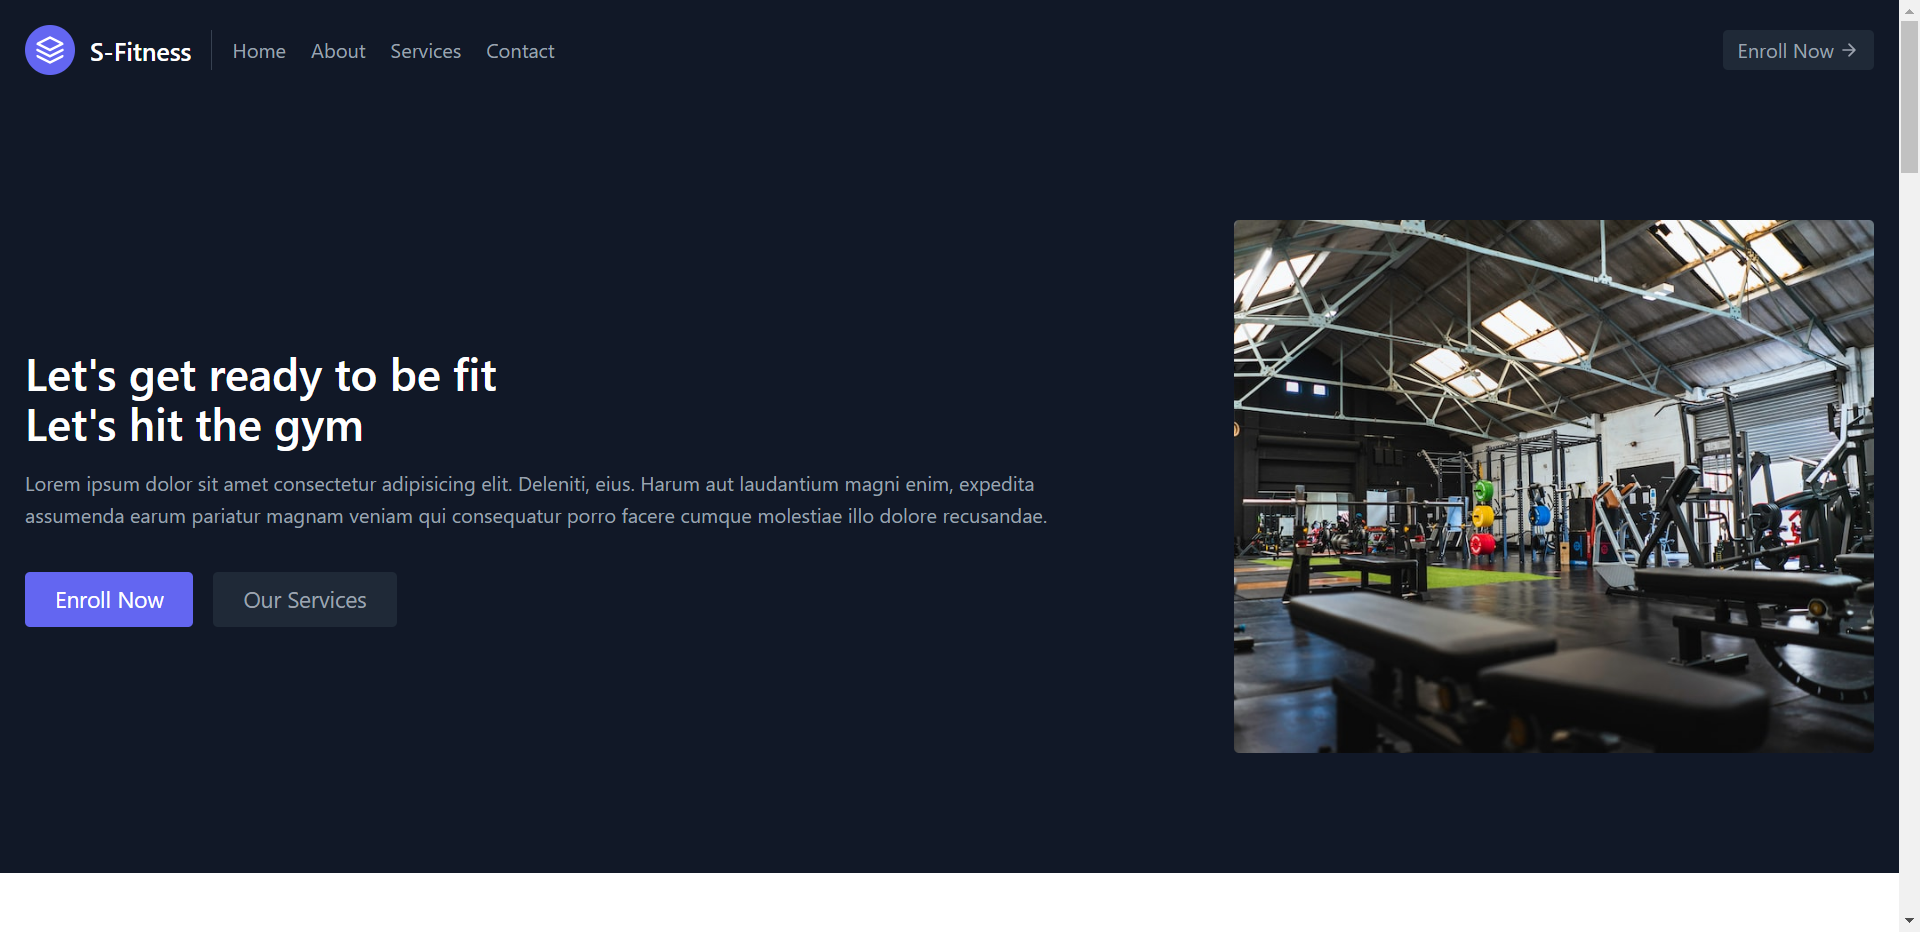 S-Fitness
Home About Services Contact
Enroll Now
Let's get ready to be fit
Let's hit the gym
Lorem ipsum dolor sit amet consectetur adipisicing elit. Deleniti, eius. Harum aut laudantium magni enim, expedita
assumenda earum pariatur magnam veniam qui consequatur porro facere cumque molestiae illo dolore recusandae.
Enroll Now
Our Services